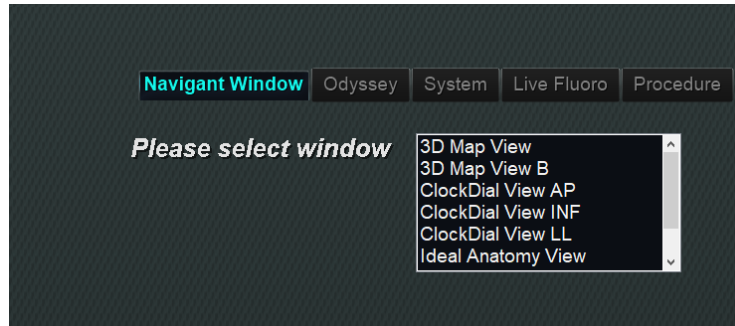 Navigant Window Odyssey System Live Fluoro Procedure
Please select window
3D Map View
3D Map View B
ClockDial View AP
ClockDial View INF
ClockDial View LL
Ideal Anatomy View